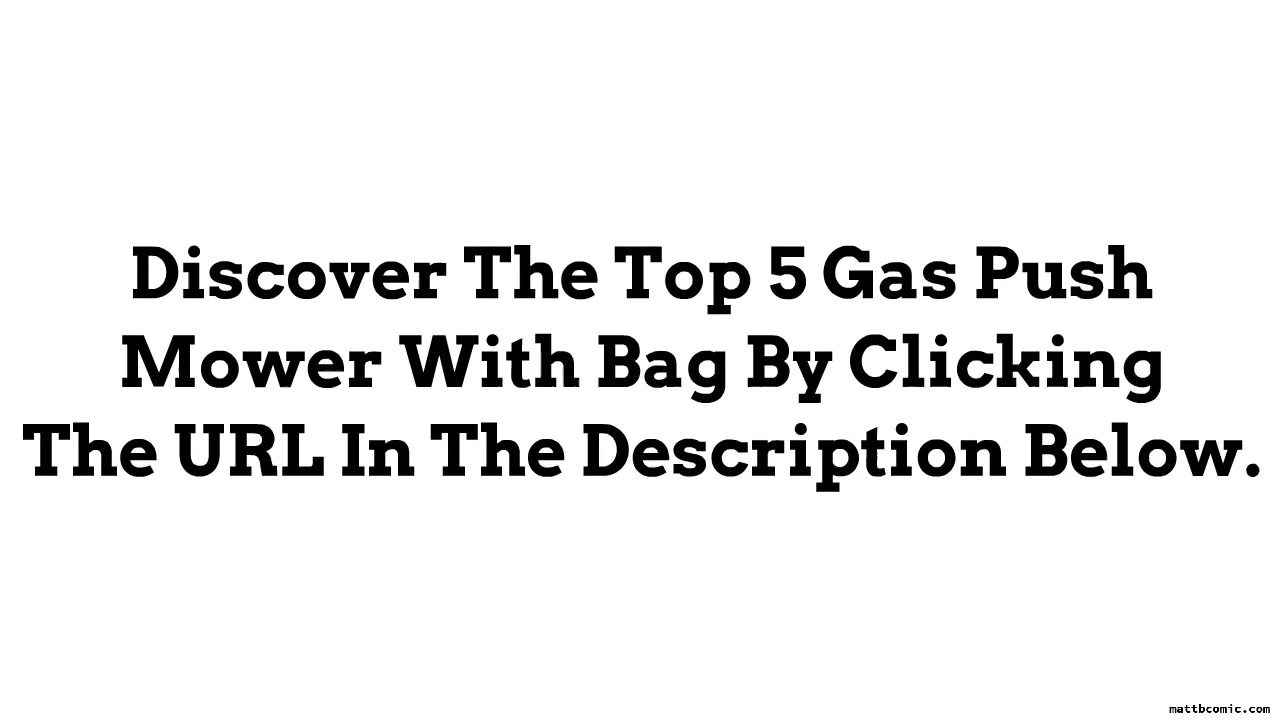 Discover The Top 5 Gas Push
Mower With Bag By Clicking
The URL In The Description Below.
mattbcomic.com